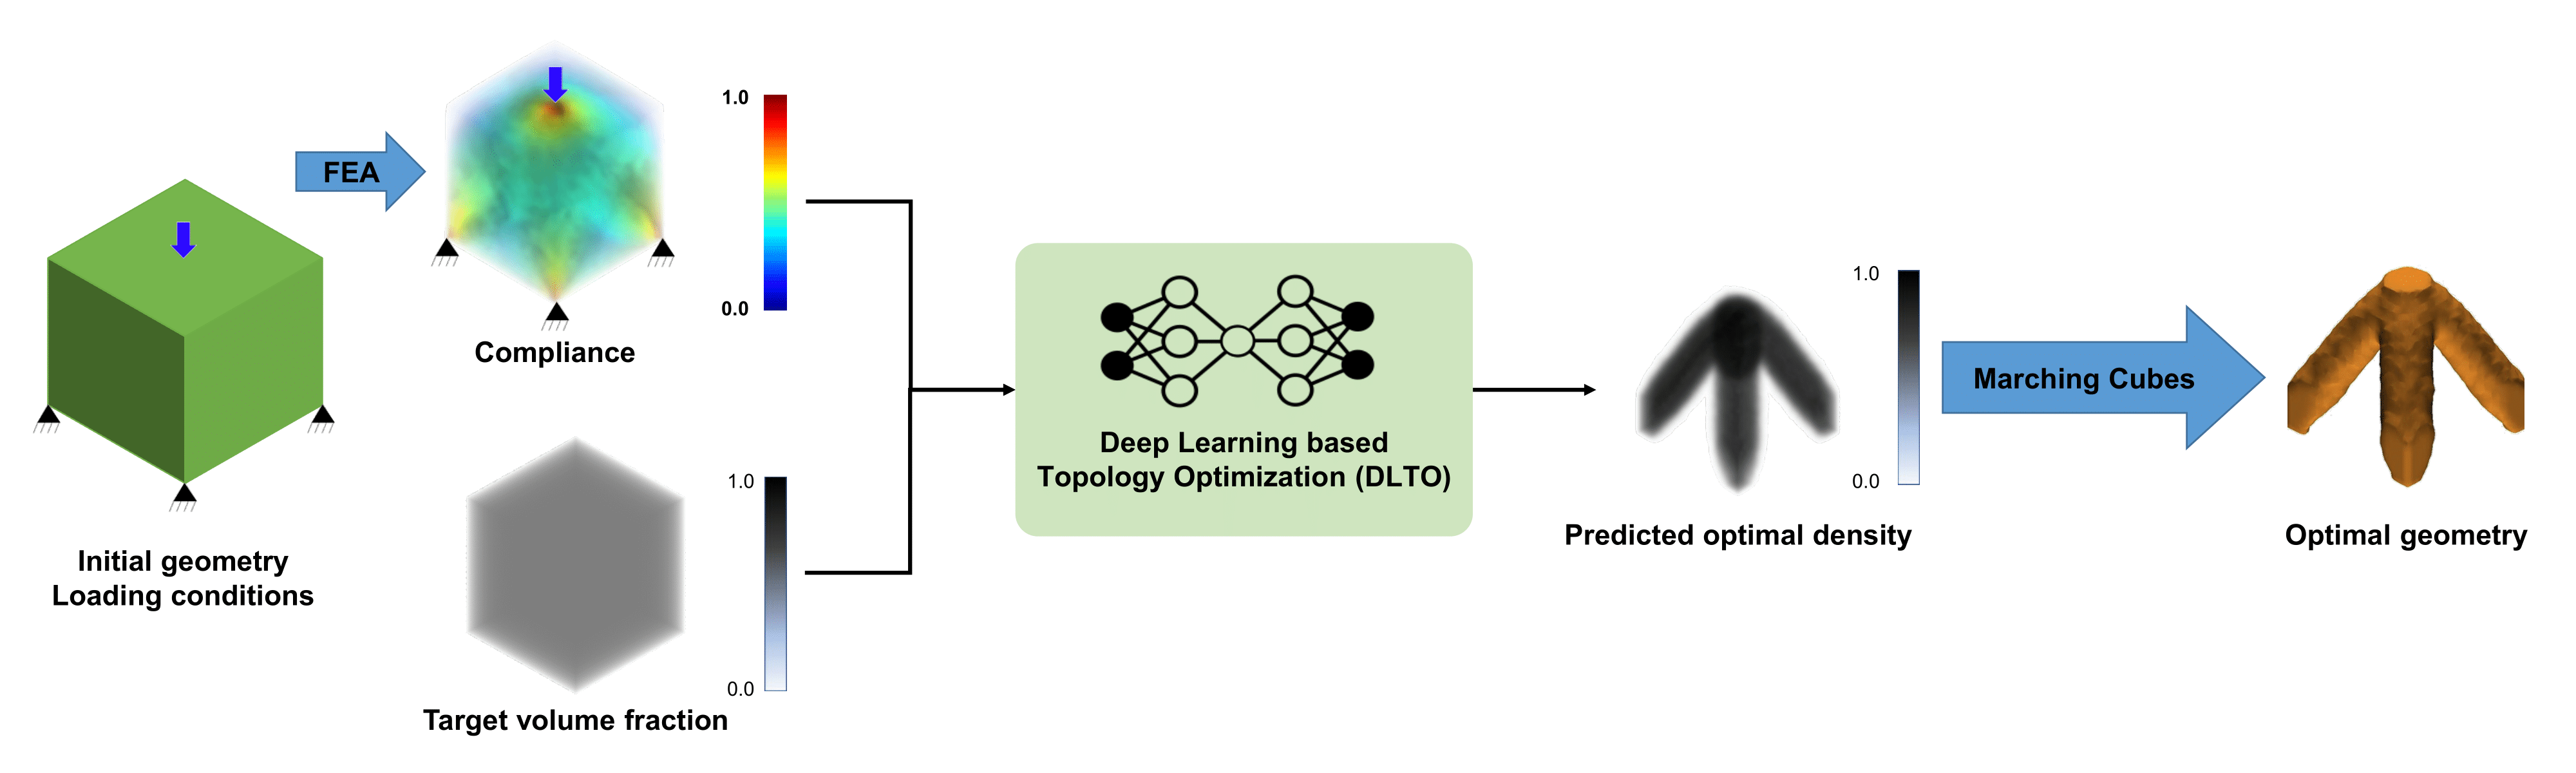 Initial geometry
Loading conditions
FEA
1.0
0.0
Compliance
1.0
0.0
Target volume fraction
Deep Learning based
Topology Optimization (DLTO)
1.0
0.0
Predicted optimal density
Marching Cubes
Optimal geometry